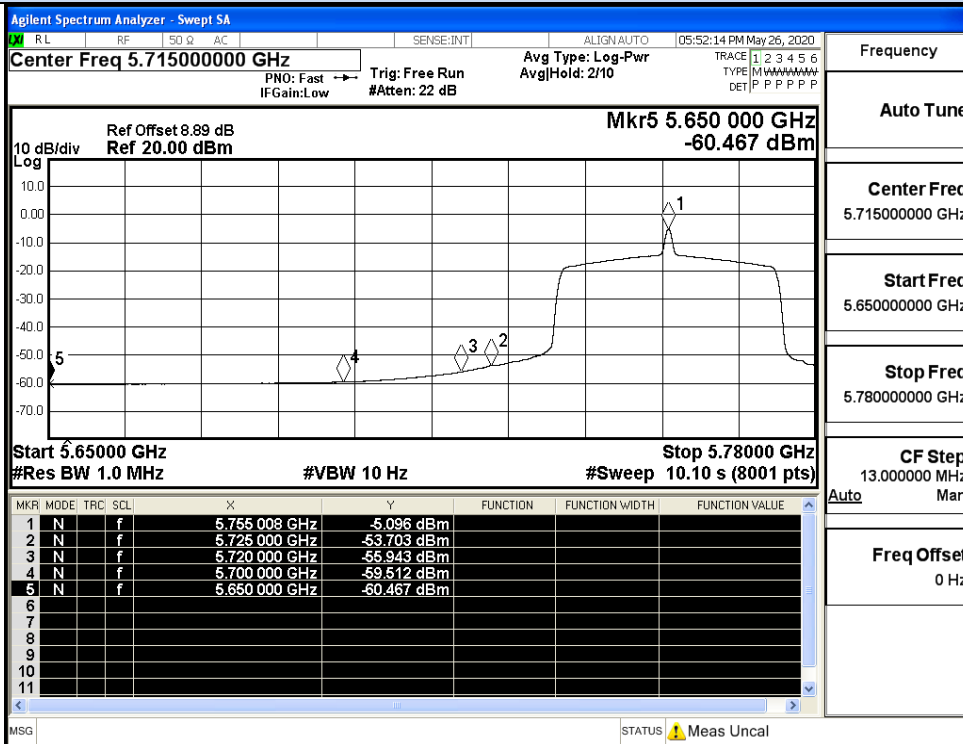 Agilent Spectrum Analyzer - Swept SA
LXI RL RF 50 Ω AC SENSE:INT ALIGN AUTO 05:52:14 PM May 26, 2020
Center Freq 5.715000000 GHz
PNO: Fast
IFGain:Low
Trig: Free Run
#Atten: 22 dB
Avg Type: Log-Pwr
Avg|Hold: 2/10
TRACE 1 2 3 4 5 6
TYPE M WWWWW
DET P P P P P P
Mkr5 5.650 000 GHz
-60.467 dBm
Ref Offset 8.89 dB
10 dB/div Ref 20.00 dBm
Log
10.0
0.00
-10.0
-20.0
-30.0
-40.0
-50.0
-60.0
-70.0
1
2
3
4
5
Start 5.65000 GHz Stop 5.78000 GHz
#Res BW 1.0 MHz #VBW 10 Hz #Sweep 10.10 s (8001 pts)
MKR MODE TRC SCL X Y FUNCTION FUNCTION WIDTH FUNCTION VALUE
1 N f 5.755 008 GHz -5.096 dBm
2 N f 5.725 000 GHz -53.703 dBm
3 N f 5.720 000 GHz -55.943 dBm
4 N f 5.700 000 GHz -59.512 dBm
5 N f 5.650 000 GHz -60.467 dBm
6
7
8
9
10
11
MSG STATUS Meas Uncal
Frequency
Auto Tune
Center Freq
5.715000000 GHz
Start Freq
5.650000000 GHz
Stop Freq
5.780000000 GHz
CF Step
13.000000 MHz
Auto Man
Freq Offset
0 Hz